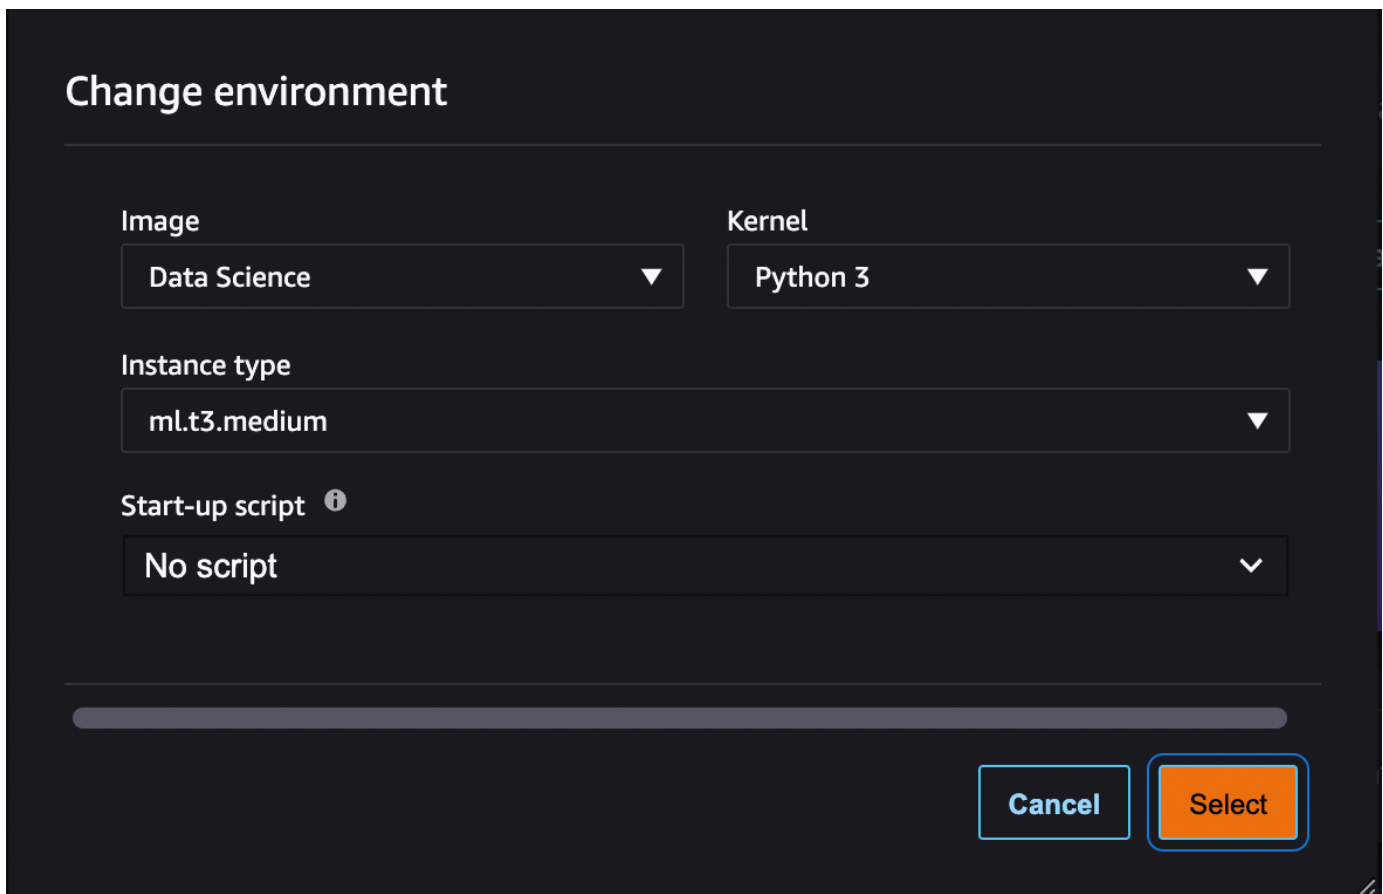 Change environment
Image
Kernel
Data Science
Python 3
Instance type
ml.t3.medium
Start-up script
No script
Cancel
Select